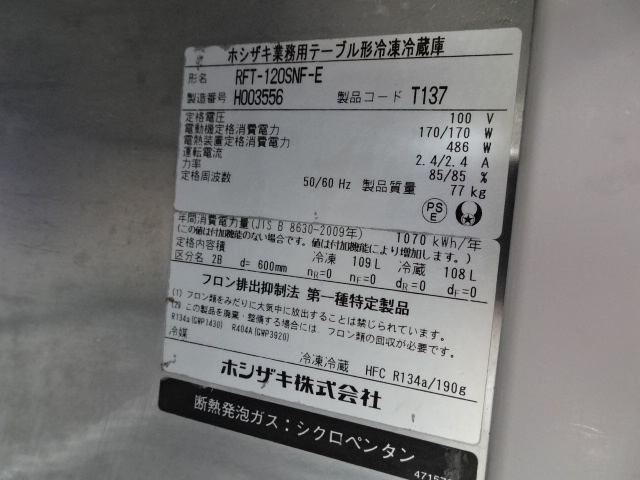 ホシザキ業務用テーブル形冷凍冷蔵庫
形名 RFT-120SNF-E
製造番号 H003556 製品コード T137
定格電圧 100 V
電動機定格消費電力 170/170 W
電熱装置定格消費電力 486 W
運転電流 2.4/2.4 A
力率 85/85 %
定格周波数 50/60 Hz 製品質量 77 kg
PS
E
年間消費電力量(JIS B 8630-2009年) 1070 kWh/年
(この値は付加機能のない場合です。値は付加機能により増加します。)
定格内容積 冷凍 109 L 冷蔵 108 L
区分名 2B d= 600mm nR=0 nF=0 dR=0 dF=0
フロン排出抑制法 第一種特定製品
(1) フロン類をみだりに大気中に放出することは禁じられています。
(2) この製品を廃棄・整備する場合には、フロン類の回収が必要です。
R134a(GWP1430) R404A(GWP3920)
冷媒
冷凍冷蔵 HFC R134a/190g
ホシザキ株式会社
断熱発泡ガス:シクロペンタン